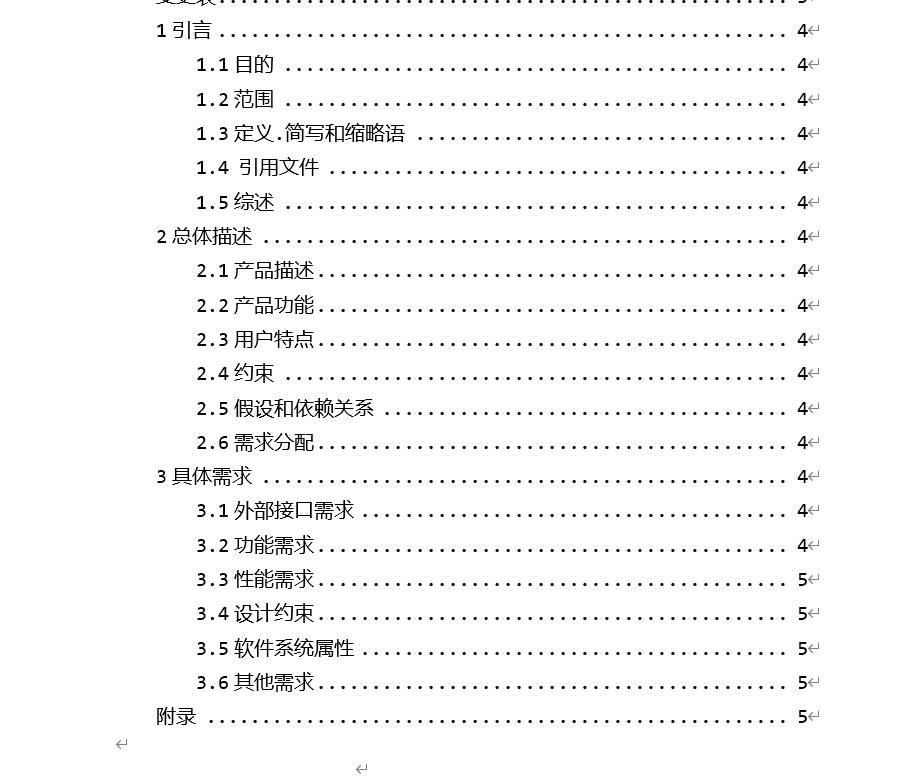 1 引言 ........................................ 4
1.1 目的 ........................................ 4
1.2 范围 ........................................ 4
1.3 定义.简写和缩略语 ........................................ 4
1.4 引用文件 ........................................ 4
1.5 综述 ........................................ 4
2 总体描述 ........................................ 4
2.1 产品描述 ........................................ 4
2.2 产品功能 ........................................ 4
2.3 用户特点 ........................................ 4
2.4 约束 ........................................ 4
2.5 假设和依赖关系 ........................................ 4
2.6 需求分配 ........................................ 4
3 具体需求 ........................................ 4
3.1 外部接口需求 ........................................ 4
3.2 功能需求 ........................................ 4
3.3 性能需求 ........................................ 5
3.4 设计约束 ........................................ 5
3.5 软件系统属性 ........................................ 5
3.6 其他需求 ........................................ 5
附录 ........................................ 5